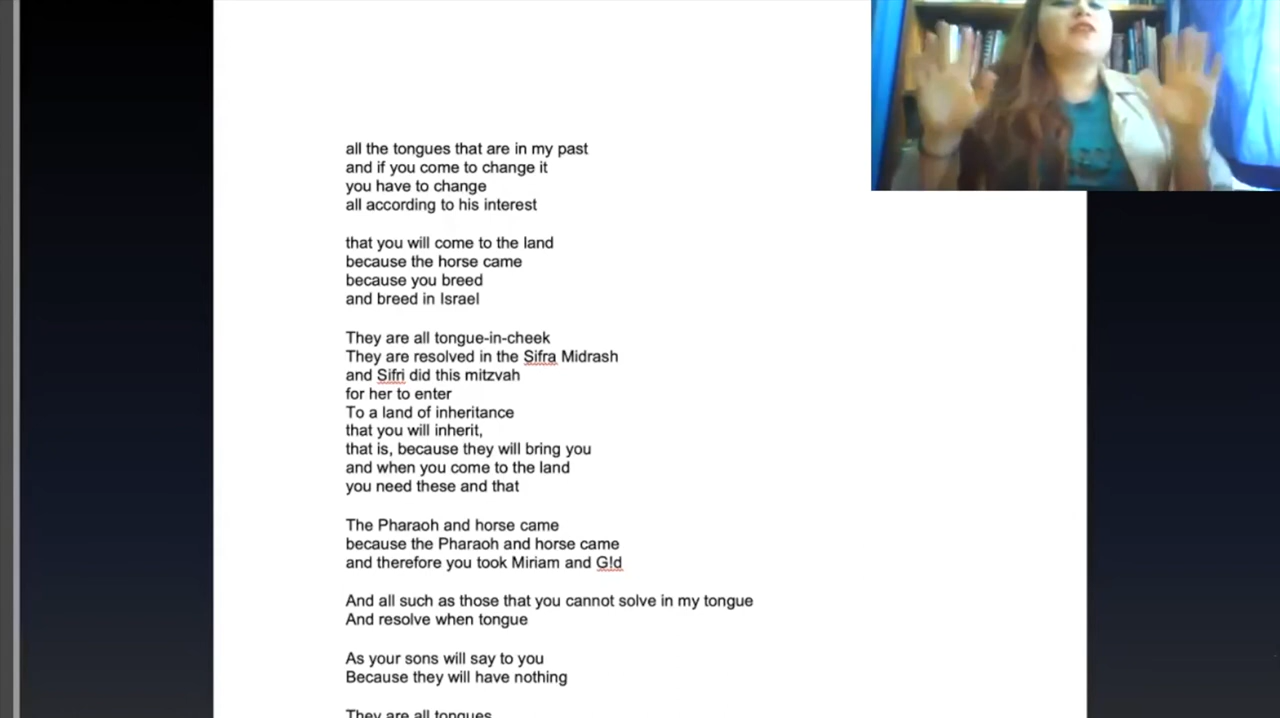 all the tongues that are in my past
and if you come to change it
you have to change
all according to his interest
that you will come to the land
because the horse came
because you breed
and breed in Israel
They are all tongue-in-cheek
They are resolved in the Sifra Midrash
and Sifri did this mitzvah
for her to enter
To a land of inheritance
that you will inherit,
that is, because they will bring you
and when you come to the land
you need these and that
The Pharaoh and horse came
because the Pharaoh and horse came
and therefore you took Miriam and G!d
And all such as those that you cannot solve in my tongue
And resolve when tongue
As your sons will say to you
Because they will have nothing
They are all tongues